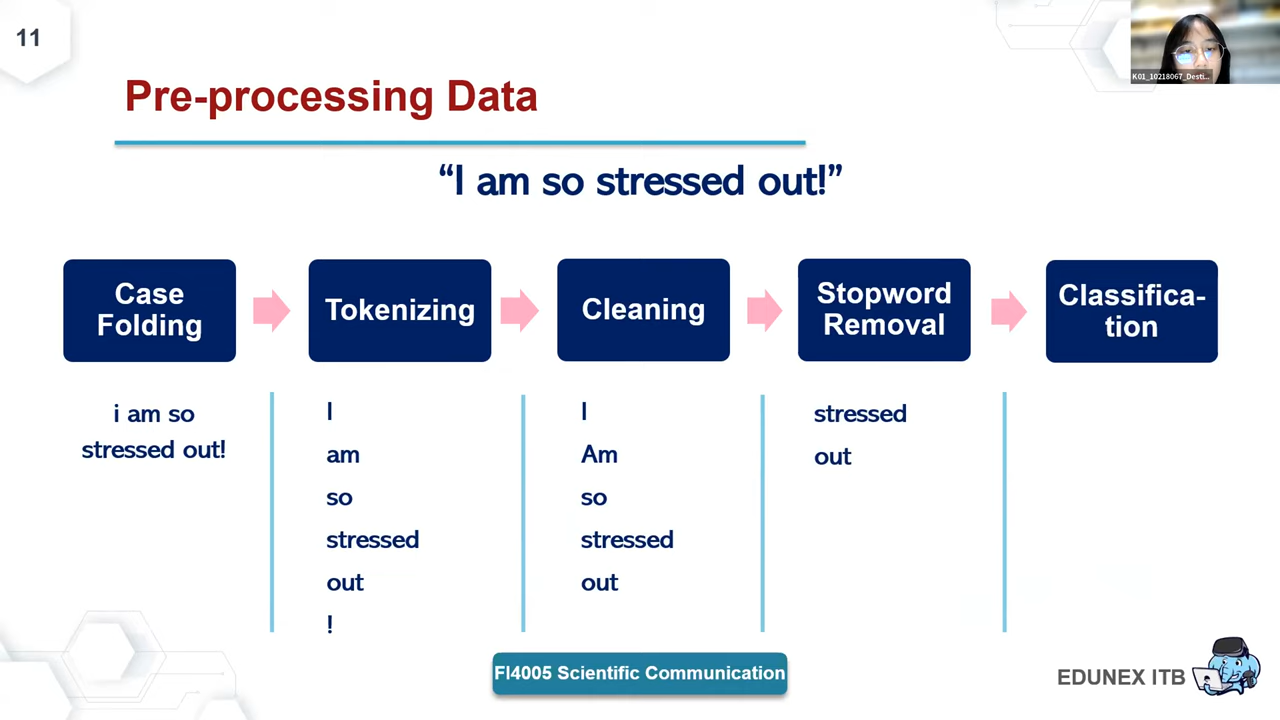 11
K01_10218067_Desti...
Pre-processing Data
“I am so stressed out!”
Case
Folding
Tokenizing
Cleaning
Stopword
Removal
Classifica-
tion
i am so
stressed out!
I
am
so
stressed
out
!
I
Am
so
stressed
out
stressed
out
FI4005 Scientific Communication
EDUNEX ITB